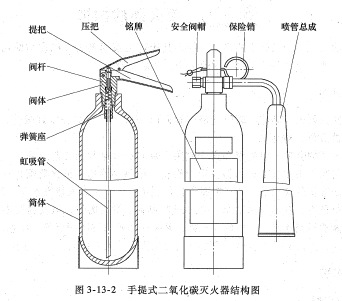 提把
压把
铭牌
安全阀帽
保险销
喷管总成
阀杆
阀体
弹簧座
虹吸管
筒体
图 3-13-2 手提式二氧化碳灭火器结构图